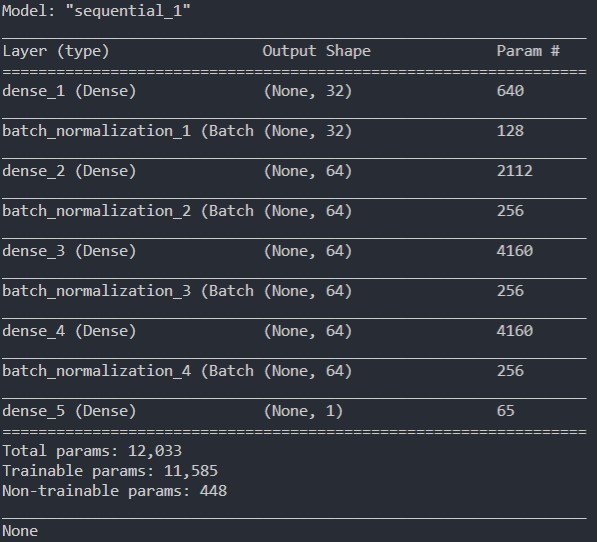 Model: "sequential_1"
Layer (type) Output Shape Param #
dense_1 (Dense) (None, 32) 640
batch_normalization_1 (Batch (None, 32) 128
dense_2 (Dense) (None, 64) 2112
batch_normalization_2 (Batch (None, 64) 256
dense_3 (Dense) (None, 64) 4160
batch_normalization_3 (Batch (None, 64) 256
dense_4 (Dense) (None, 64) 4160
batch_normalization_4 (Batch (None, 64) 256
dense_5 (Dense) (None, 1) 65
Total params: 12,033
Trainable params: 11,585
Non-trainable params: 448
None